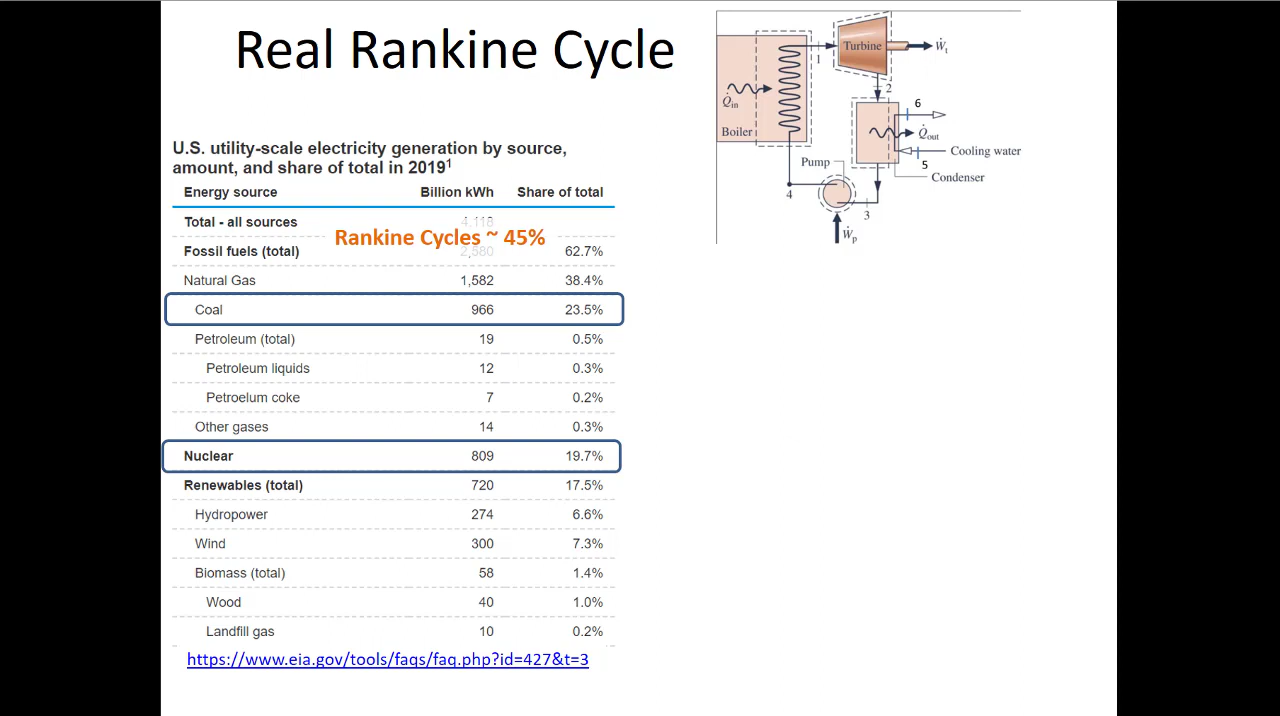 Real Rankine Cycle
U.S. utility-scale electricity generation by source,
amount, and share of total in 2019¹
Energy source Billion kWh Share of total
Total - all sources 4,118
Rankine Cycles ~ 45%
Fossil fuels (total) 2,580 62.7%
Natural Gas 1,582 38.4%
Coal 966 23.5%
Petroleum (total) 19 0.5%
Petroleum liquids 12 0.3%
Petroelum coke 7 0.2%
Other gases 14 0.3%
Nuclear 809 19.7%
Renewables (total) 720 17.5%
Hydropower 274 6.6%
Wind 300 7.3%
Biomass (total) 58 1.4%
Wood 40 1.0%
Landfill gas 10 0.2%
https://www.eia.gov/tools/faqs/faq.php?id=427&t=3
Turbine
Ẇt
1
2
Q̇in
Boiler
6
Q̇out
Cooling water
5
Condenser
Pump
4
3
Ẇp